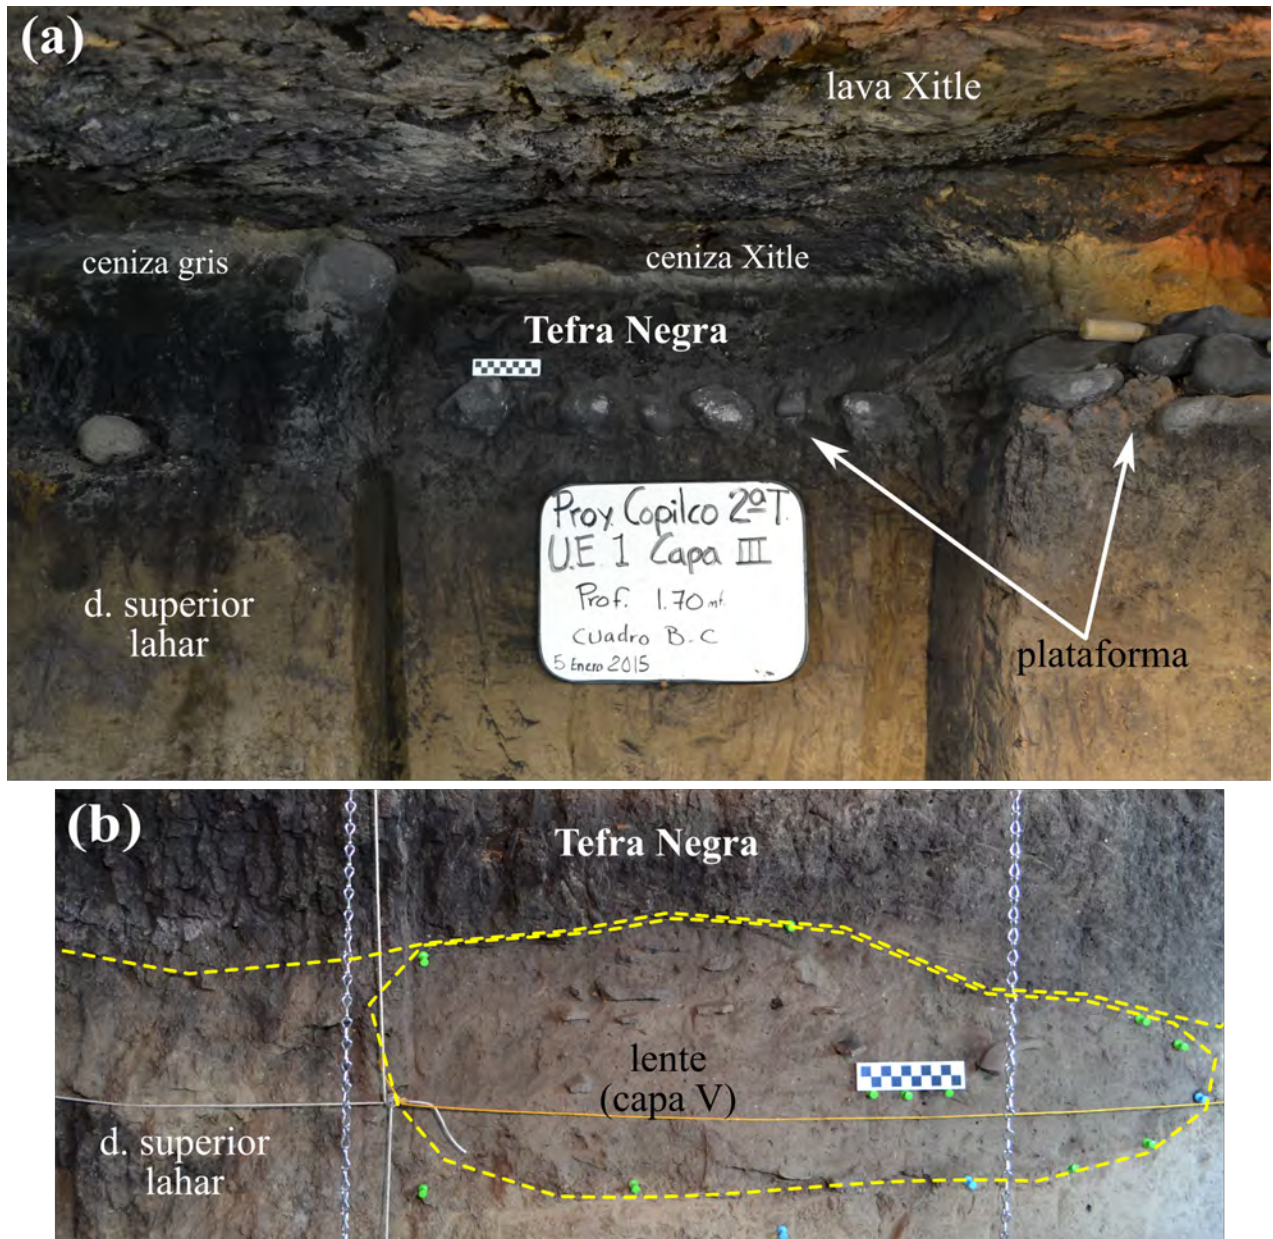 (a)
lava Xitle
ceniza gris
ceniza Xitle
Tefra Negra
Proy. Copilco 2ª T.
U.E. 1 Capa III
Prof. 1.70 mt.
Cuadro B-C
5 Enero 2015
d. superior
lahar
plataforma
(b)
Tefra Negra
lente
(capa V)
d. superior
lahar